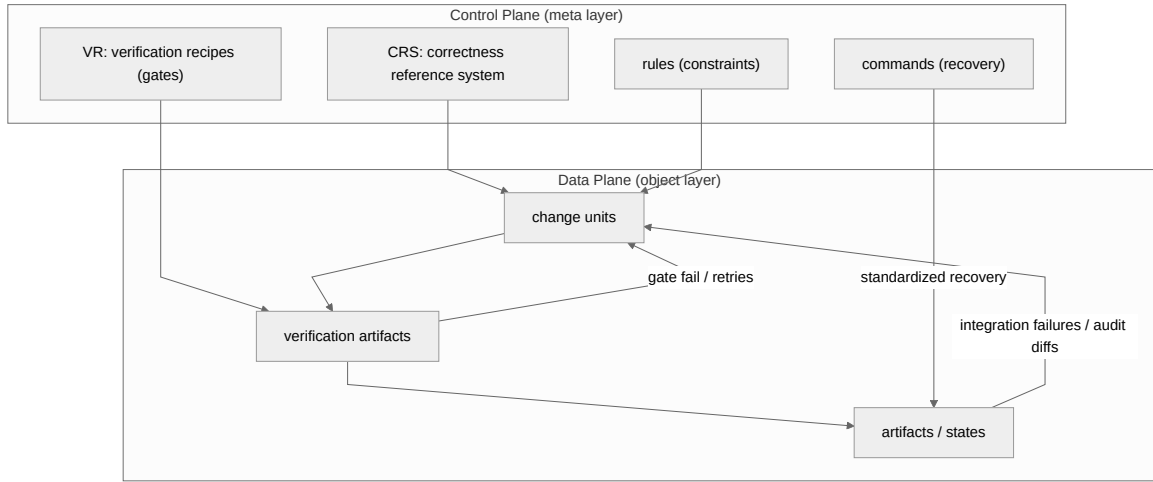 Control Plane (meta layer)
VR: verification recipes
(gates)
CRS: correctness
reference system
rules (constraints)
commands (recovery)
Data Plane (object layer)
change units
gate fail / retries
standardized recovery
verification artifacts
integration failures / audit
diffs
artifacts / states